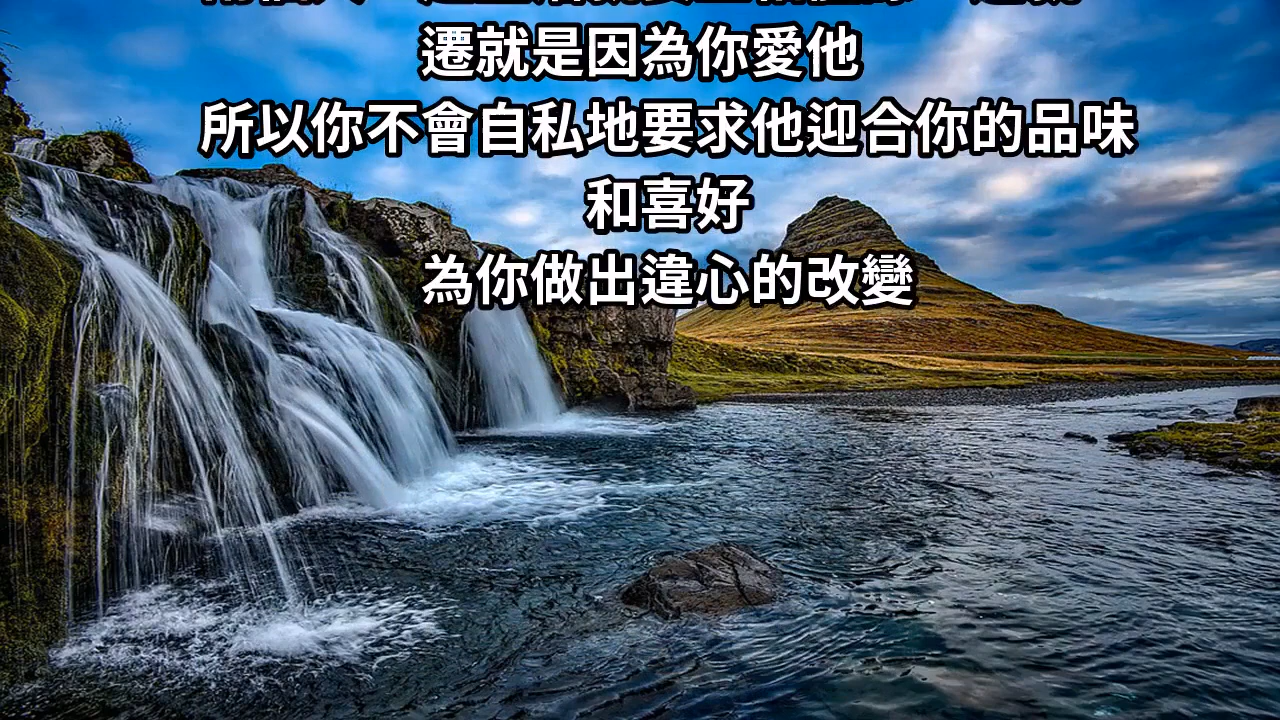 遷就是因為你愛他
所以你不會自私地要求他迎合你的品味
和喜好
為你做出違心的改變